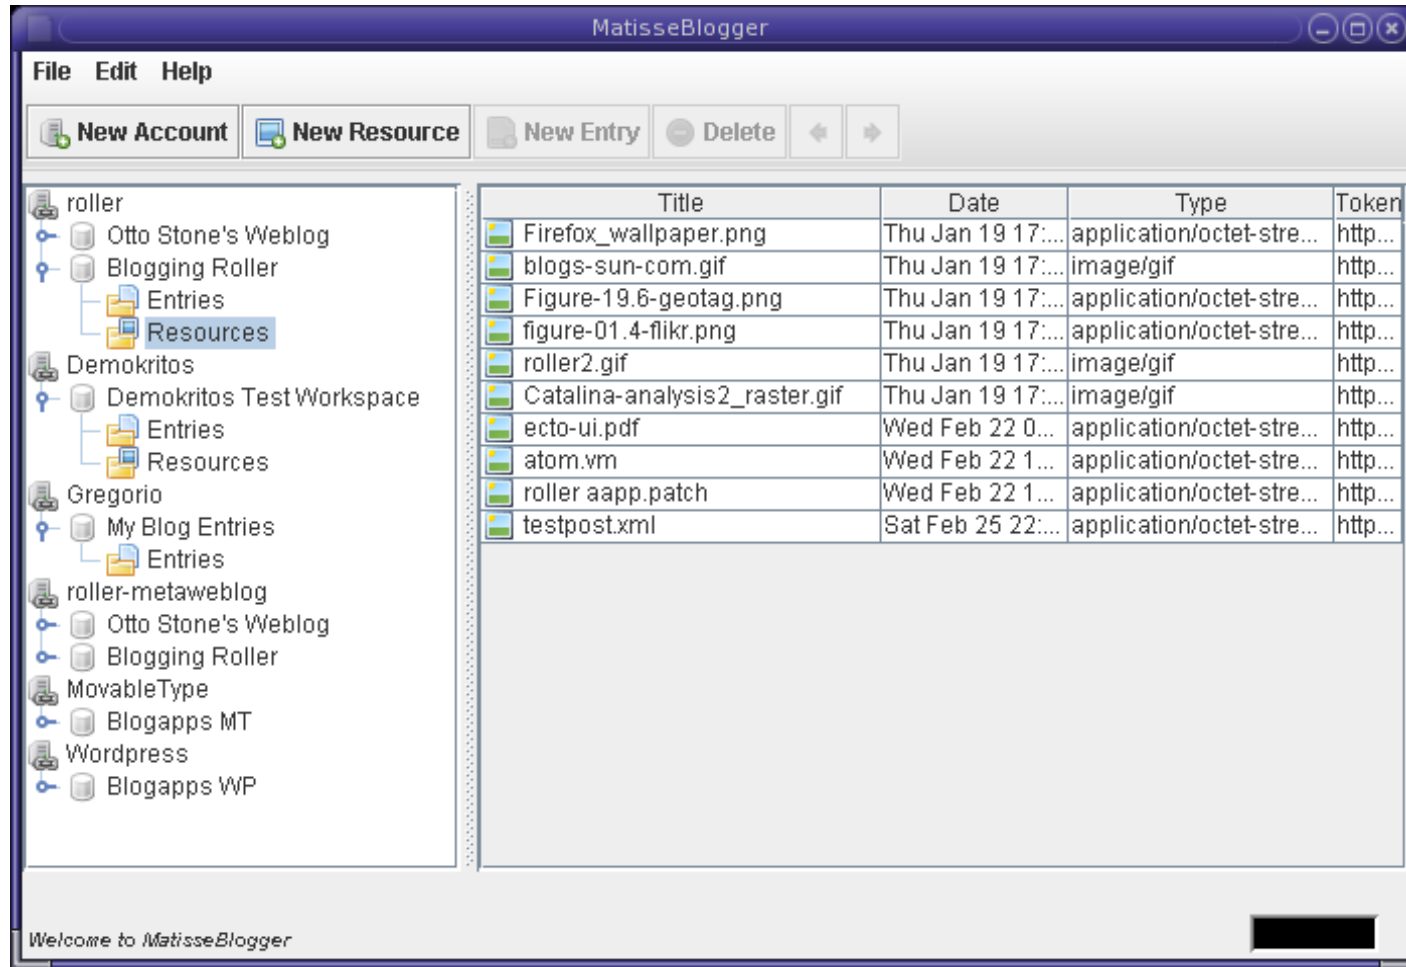 MatisseBlogger
File Edit Help
New Account New Resource New Entry Delete
roller
Otto Stone's Weblog
Blogging Roller
Entries
Resources
Demokritos
Demokritos Test Workspace
Entries
Resources
Gregorio
My Blog Entries
Entries
roller-metaweblog
Otto Stone's Weblog
Blogging Roller
MovableType
Blogapps MT
Wordpress
Blogapps WP
Title Date Type Token
Firefox_wallpaper.png Thu Jan 19 17:... application/octet-stre... http...
blogs-sun-com.gif Thu Jan 19 17:... image/gif http...
Figure-19.6-geotag.png Thu Jan 19 17:... application/octet-stre... http...
figure-01.4-flikr.png Thu Jan 19 17:... application/octet-stre... http...
roller2.gif Thu Jan 19 17:... image/gif http...
Catalina-analysis2_raster.gif Thu Jan 19 17:... image/gif http...
ecto-ui.pdf Wed Feb 22 0... application/octet-stre... http...
atom.vm Wed Feb 22 1... application/octet-stre... http...
roller aapp.patch Wed Feb 22 1... application/octet-stre... http...
testpost.xml Sat Feb 25 22:... application/octet-stre... http...
Welcome to MatisseBlogger